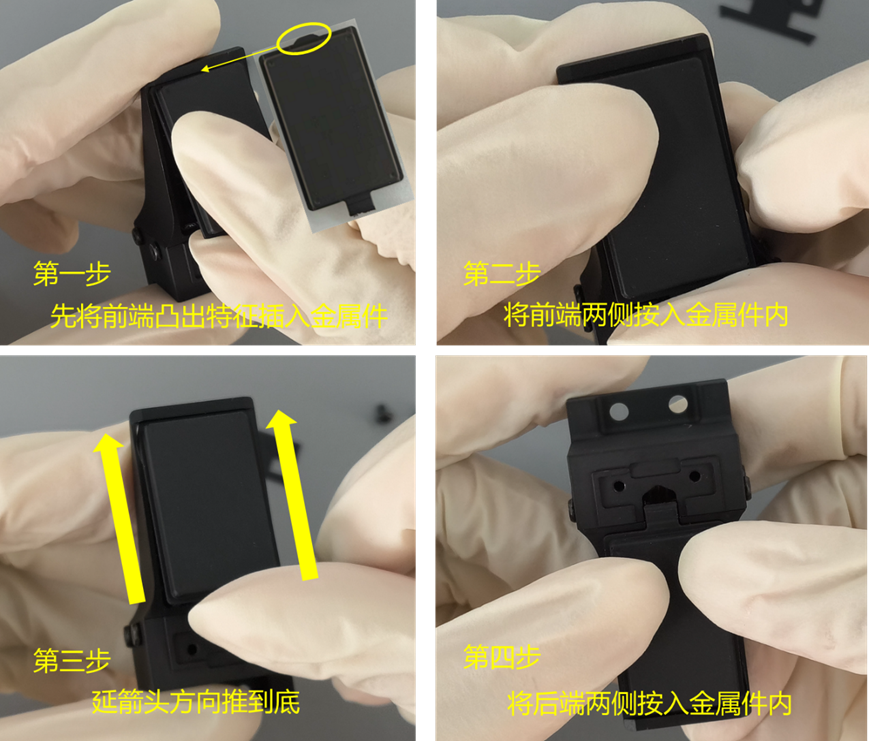 第一步
先将前端凸出特征插入金属件
第二步
将前端两侧按入金属件内
第三步
延箭头方向推到底
第四步
将后端两侧按入金属件内